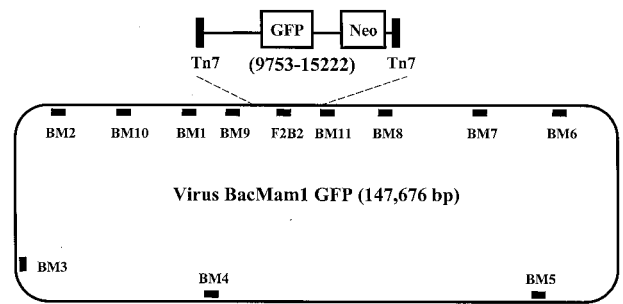 GFP Neo
Tn7 (9753-15222) Tn7
BM2 BM10 BM1 BM9 F2B2 BM11 BM8 BM7 BM6
Virus BacMam1 GFP (147,676 bp)
BM3
BM4 BM5